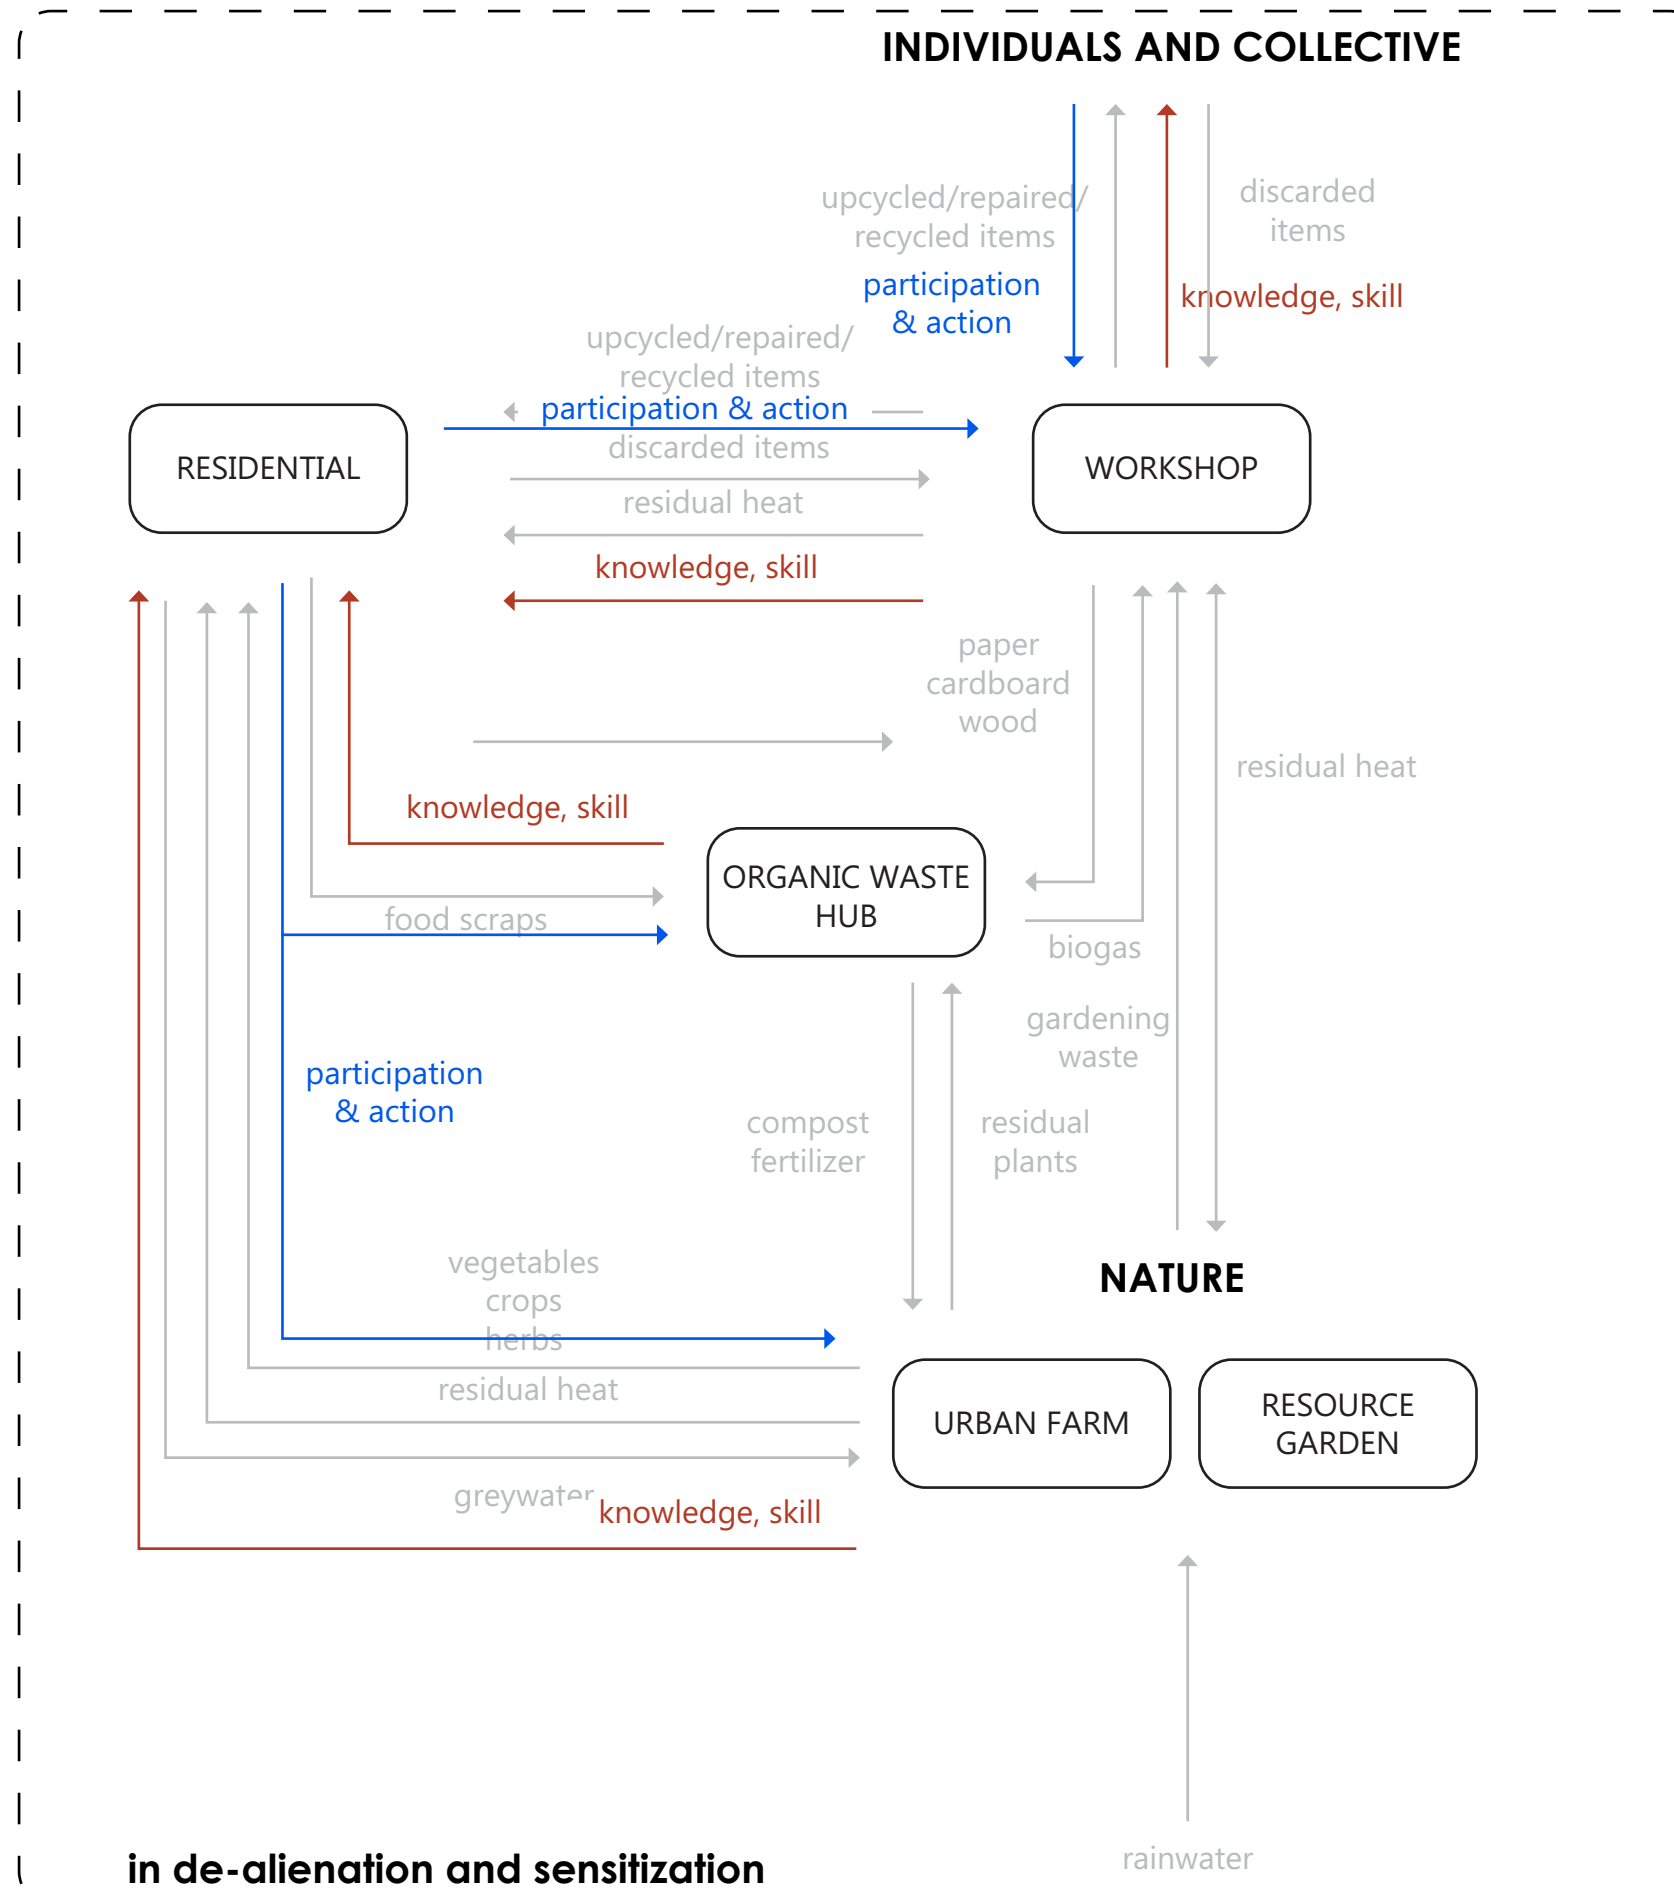 INDIVIDUALS AND COLLECTIVE
upcycled/repaired/
recycled items
discarded
items
participation
& action
knowledge, skill
upcycled/repaired/
recycled items
participation & action
discarded items
residual heat
knowledge, skill
RESIDENTIAL
WORKSHOP
paper
cardboard
wood
residual heat
knowledge, skill
ORGANIC WASTE
HUB
food scraps
biogas
gardening
waste
participation
& action
compost
fertilizer
residual
plants
vegetables
crops
herbs
NATURE
residual heat
URBAN FARM
RESOURCE
GARDEN
greywater
knowledge, skill
rainwater
in de-alienation and sensitization